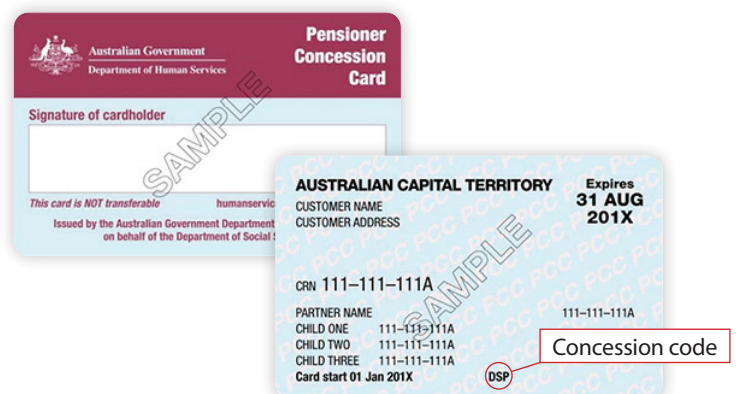 Australian Government
Department of Human Services
Pensioner
Concession
Card
Signature of cardholder
SAMPLE
This card is NOT transferable
Issued by the Australian Government Department
on behalf of the Department of Social
AUSTRALIAN CAPITAL TERRITORY
Expires
31 AUG
201X
CUSTOMER NAME
CUSTOMER ADDRESS
SAMPLE
CRN 111–111–111A
PARTNER NAME 111–111–111A
CHILD ONE 111–111–111A
CHILD TWO 111–111–111A
CHILD THREE 111–111–111A
Card start 01 Jan 201X DSP
Concession code